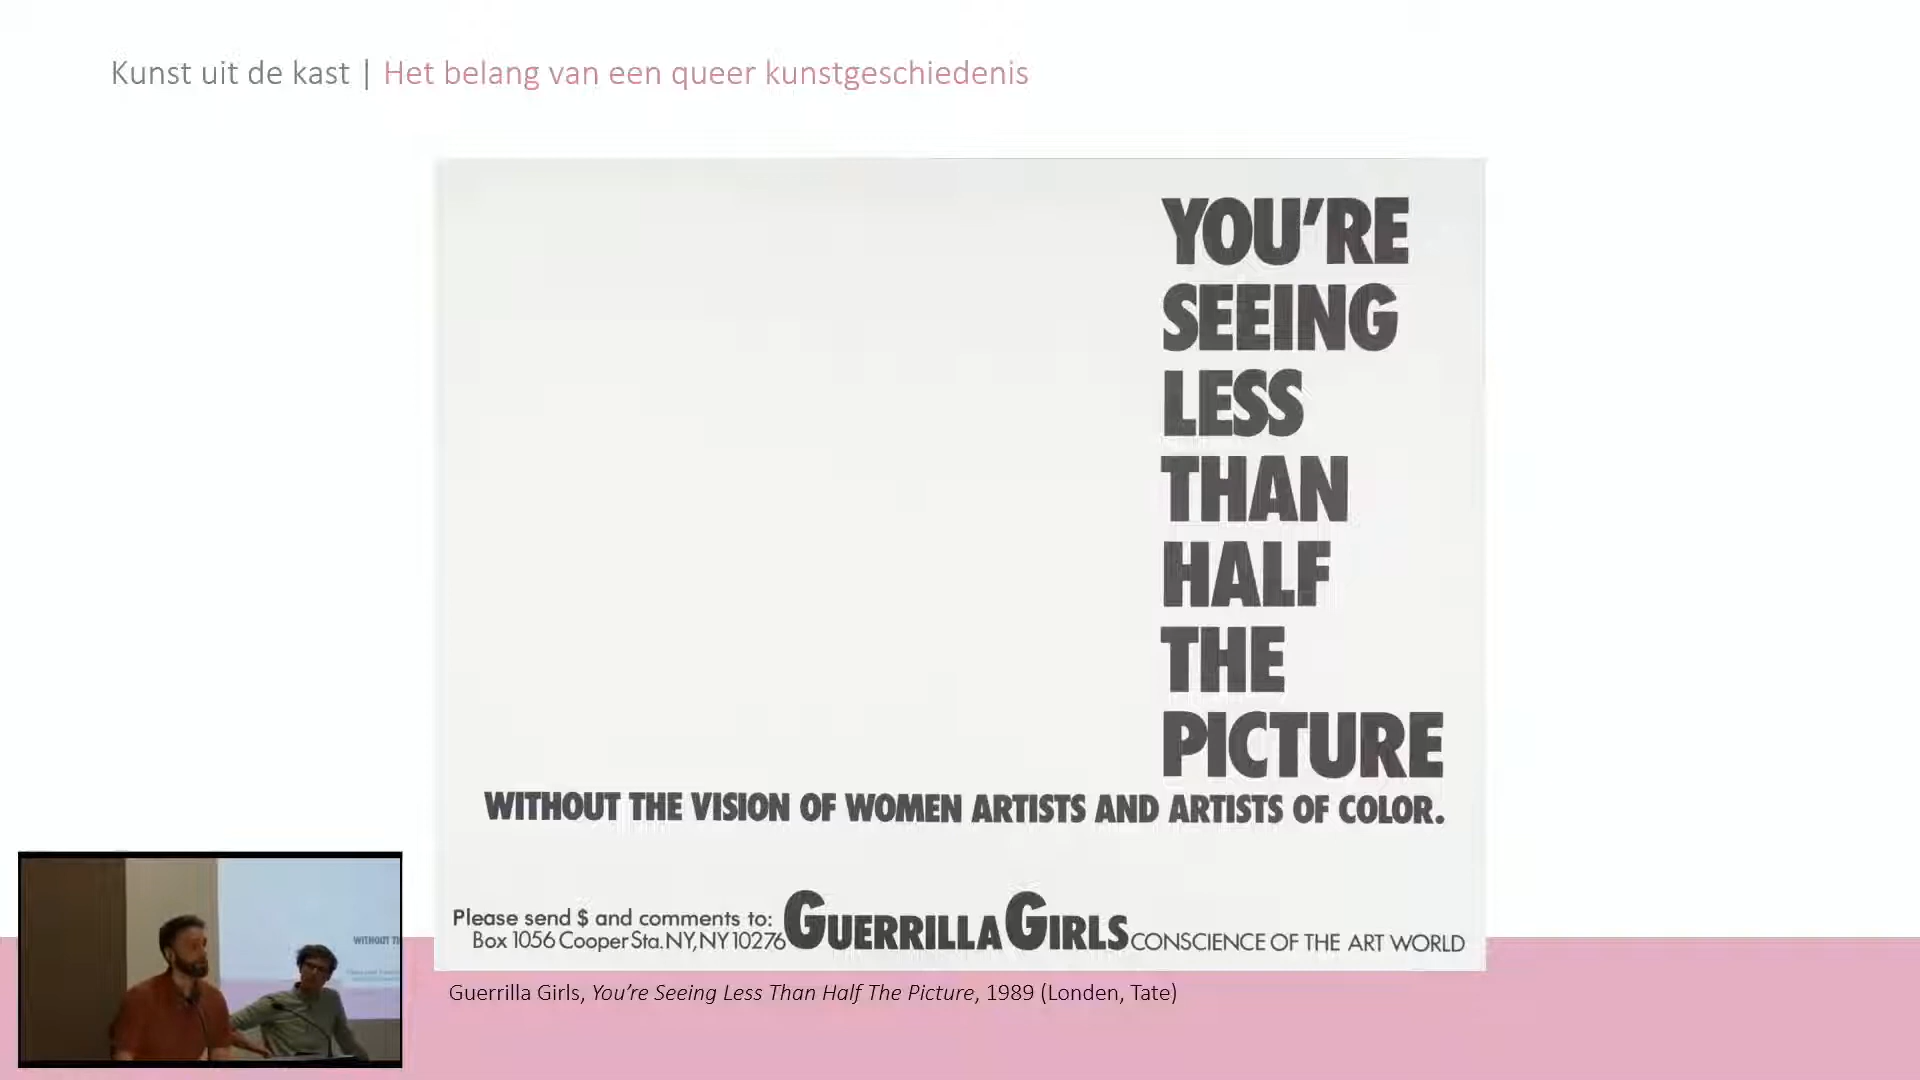 Kunst uit de kast | Het belang van een queer kunstgeschiedenis
YOU'RE
SEEING
LESS
THAN
HALF
THE
PICTURE
WITHOUT THE VISION OF WOMEN ARTISTS AND ARTISTS OF COLOR.
Please send $ and comments to:
Box 1056 Cooper Sta. NY, NY 10276 GUERRILLA GIRLS CONSCIENCE OF THE ART WORLD
Guerrilla Girls, You're Seeing Less Than Half The Picture, 1989 (Londen, Tate)
WITHOUT